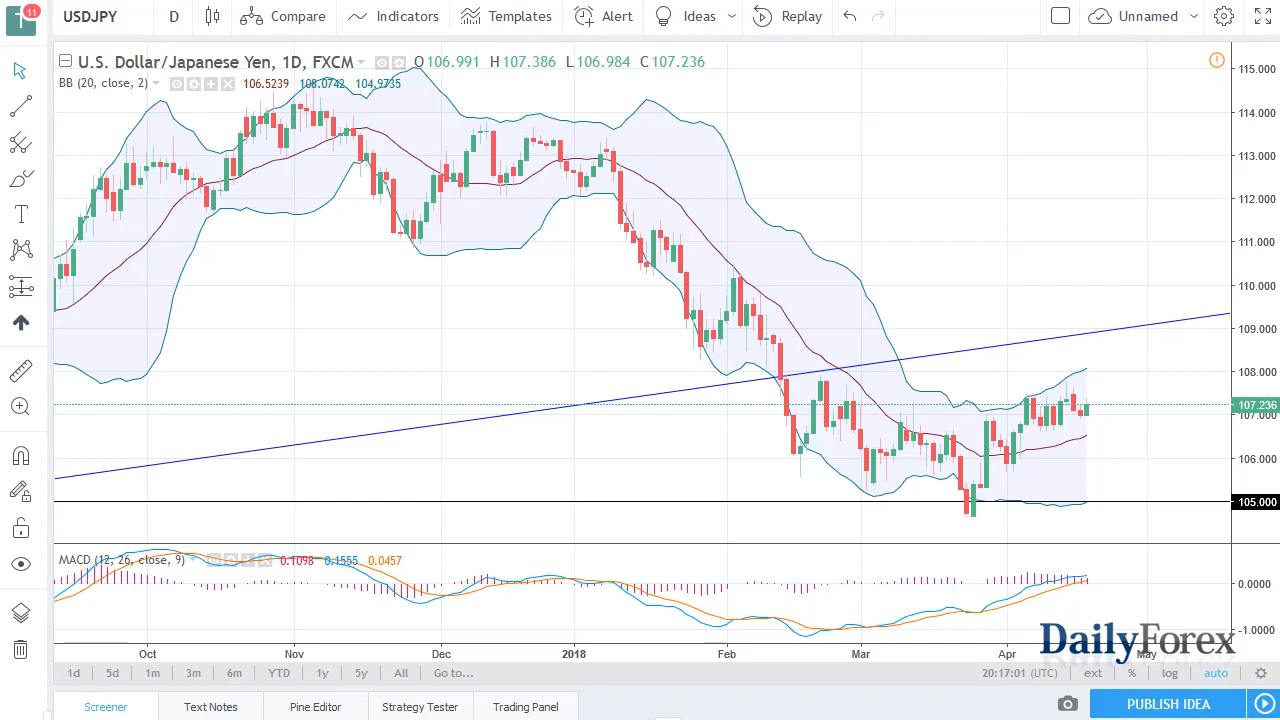 11
T
USDJPY D Compare Indicators Templates Alert Ideas Replay Unnamed
U.S. Dollar/Japanese Yen, 1D, FXCM O106.991 H107.386 L106.984 C107.236
BB (20, close, 2) 106.5239 108.0742 104.9735
115.000
114.000
113.000
112.000
111.000
110.000
109.000
108.000
107.236
107.000
106.000
105.000
MACD (12, 26, close, 9) 0.1098 0.1555 0.0457
0.0000
-1.0000
DailyForex
Oct Nov Dec 2018 Feb Mar Apr May
1d 5d 1m 3m 6m YTD 1y 5y All Go to... 20:17:01 (UTC) ext % log auto
Screener Text Notes Pine Editor Strategy Tester Trading Panel PUBLISH IDEA